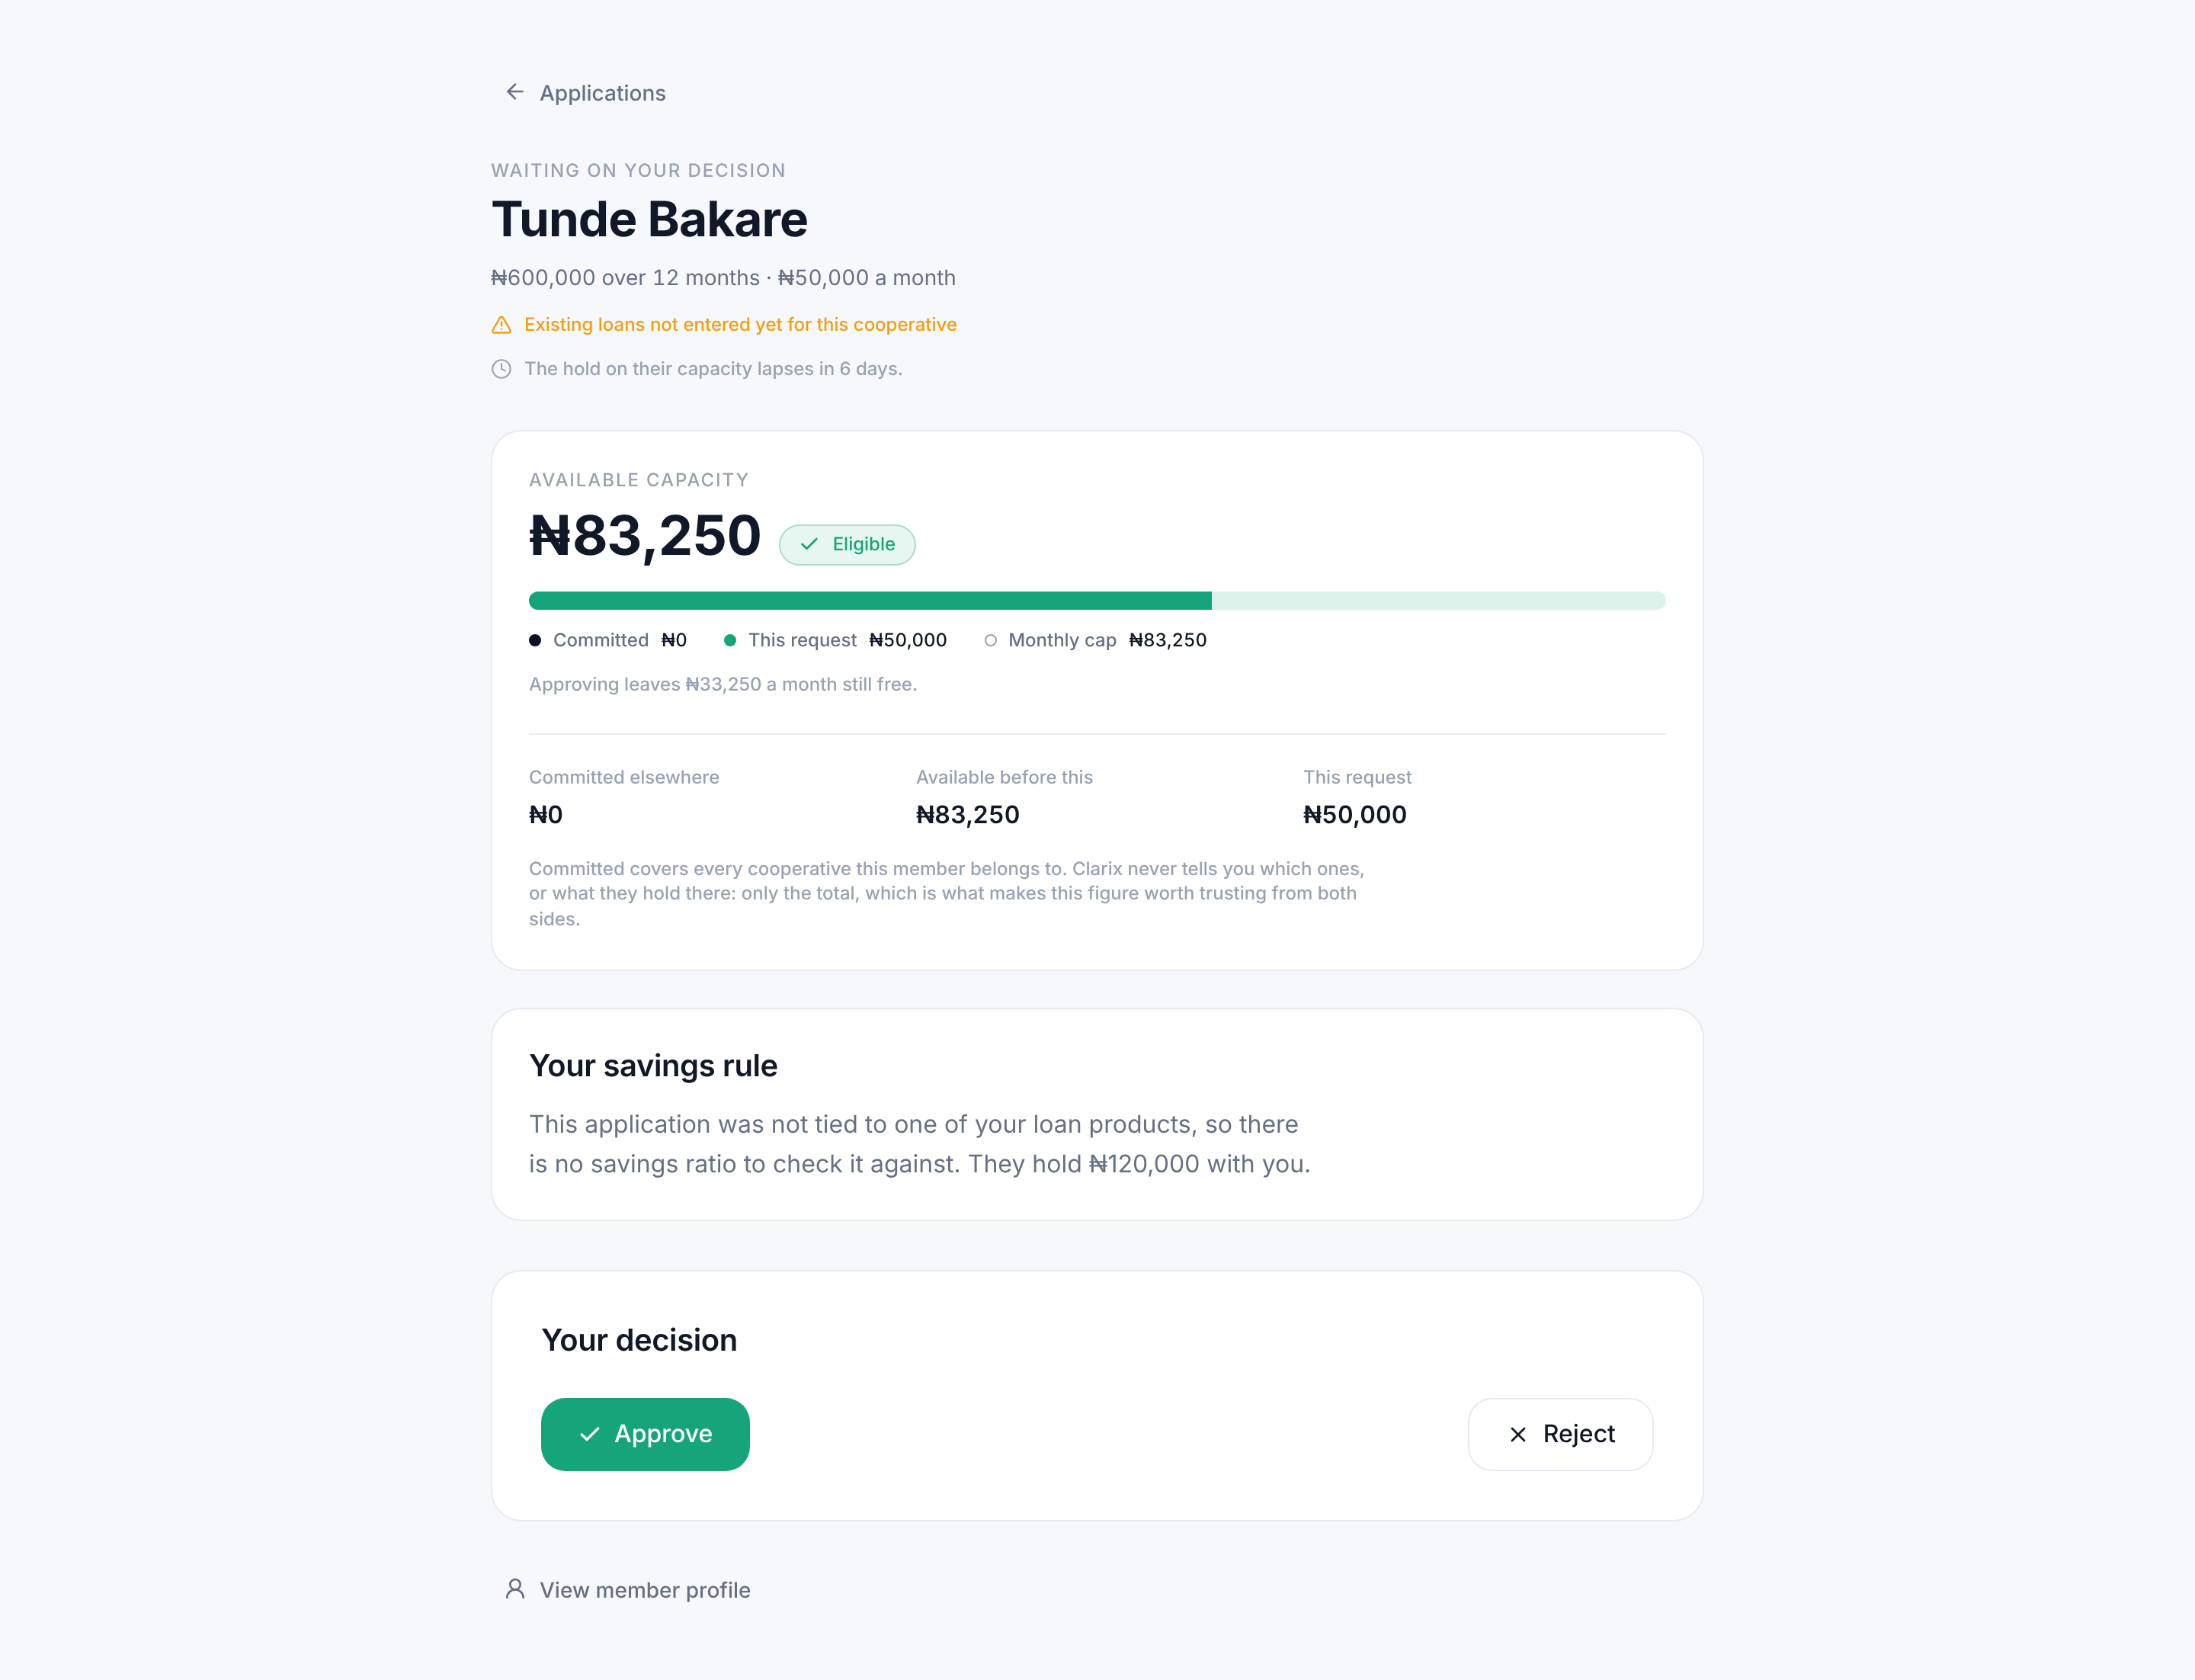 Applications
WAITING ON YOUR DECISION
Tunde Bakare
₦600,000 over 12 months · ₦50,000 a month
Existing loans not entered yet for this cooperative
The hold on their capacity lapses in 6 days.
AVAILABLE CAPACITY
₦83,250 Eligible
Committed ₦0 This request ₦50,000 Monthly cap ₦83,250
Approving leaves ₦33,250 a month still free.
Committed elsewhere Available before this This request
₦0 ₦83,250 ₦50,000
Committed covers every cooperative this member belongs to. Clarix never tells you which ones,
or what they hold there: only the total, which is what makes this figure worth trusting from both
sides.
Your savings rule
This application was not tied to one of your loan products, so there
is no savings ratio to check it against. They hold ₦120,000 with you.
Your decision
Approve Reject
View member profile